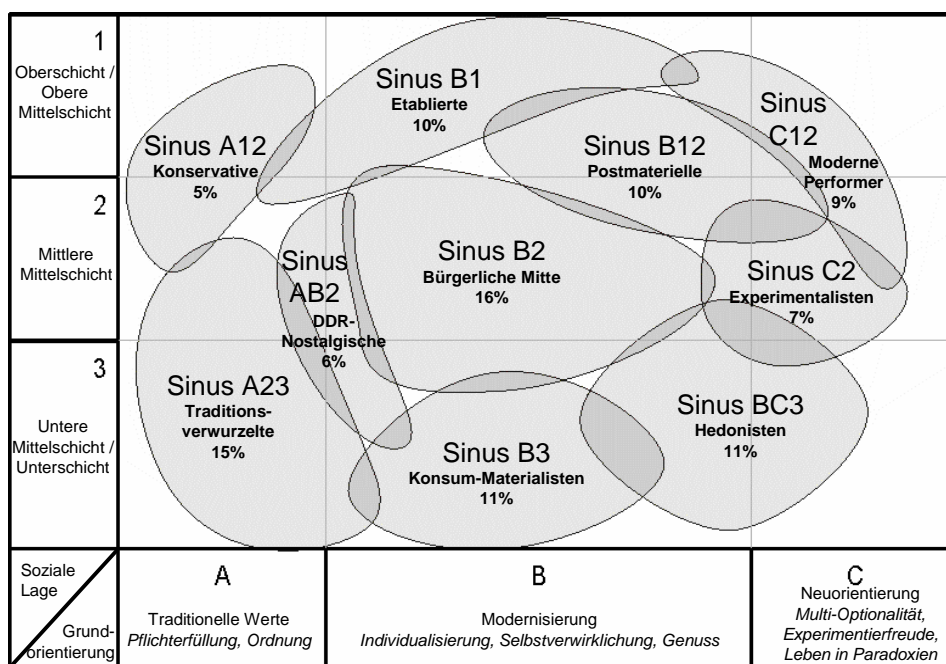 1
Oberschicht /
Obere
Mittelschicht
2
Mittlere
Mittelschicht
3
Untere
Mittelschicht /
Unterschicht
Sinus B1
Etablierte
10%
Sinus A12
Konservative
5%
Sinus B12
Postmaterielle
10%
Sinus
C12
Moderne
Performer
9%
Sinus
AB2
DDR-
Nostalgische
6%
Sinus B2
Bürgerliche Mitte
16%
Sinus C2
Experimentalisten
7%
Sinus A23
Traditions-
verwurzelte
15%
Sinus B3
Konsum-Materialisten
11%
Sinus BC3
Hedonisten
11%
Soziale
Lage
Grund-
orientierung
A
Traditionelle Werte
Pflichterfüllung, Ordnung
B
Modernisierung
Individualisierung, Selbstverwirklichung, Genuss
C
Neuorientierung
Multi-Optionalität,
Experimentierfreude,
Leben in Paradoxien